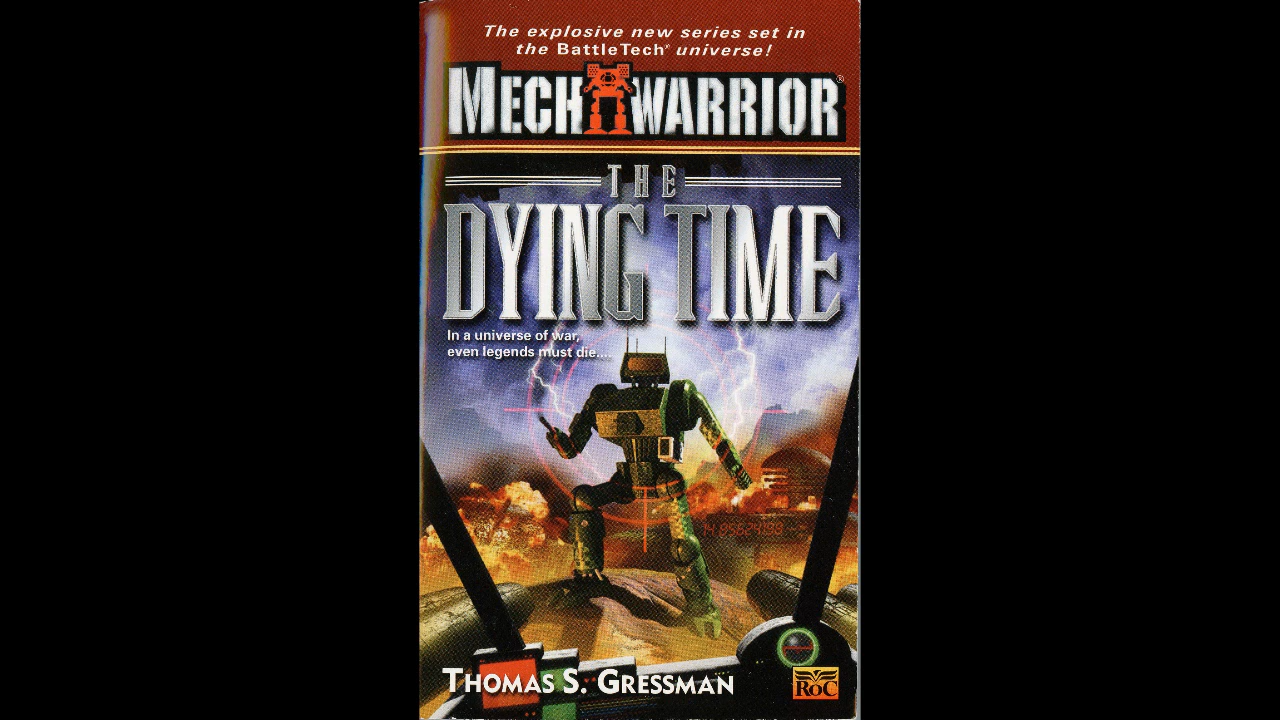 The explosive new series set in
the BATTLETECH® universe!
MECHWARRIOR®
THE
DYING TIME
In a universe of war,
even legends must die....
THOMAS S. GRESSMAN
ROC